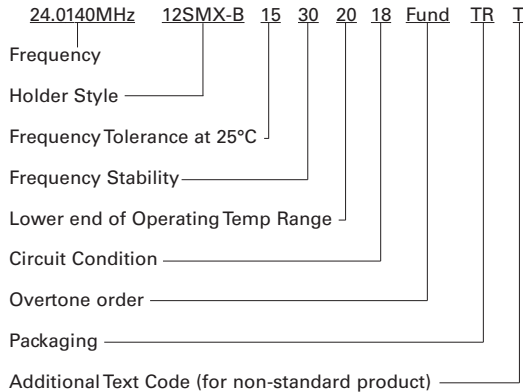 24.0140MHz 12SMX-B 15 30 20 18 Fund TR T
Frequency
Holder Style
Frequency Tolerance at 25°C
Frequency Stability
Lower end of Operating Temp Range
Circuit Condition
Overtone order
Packaging
Additional Text Code (for non-standard product)